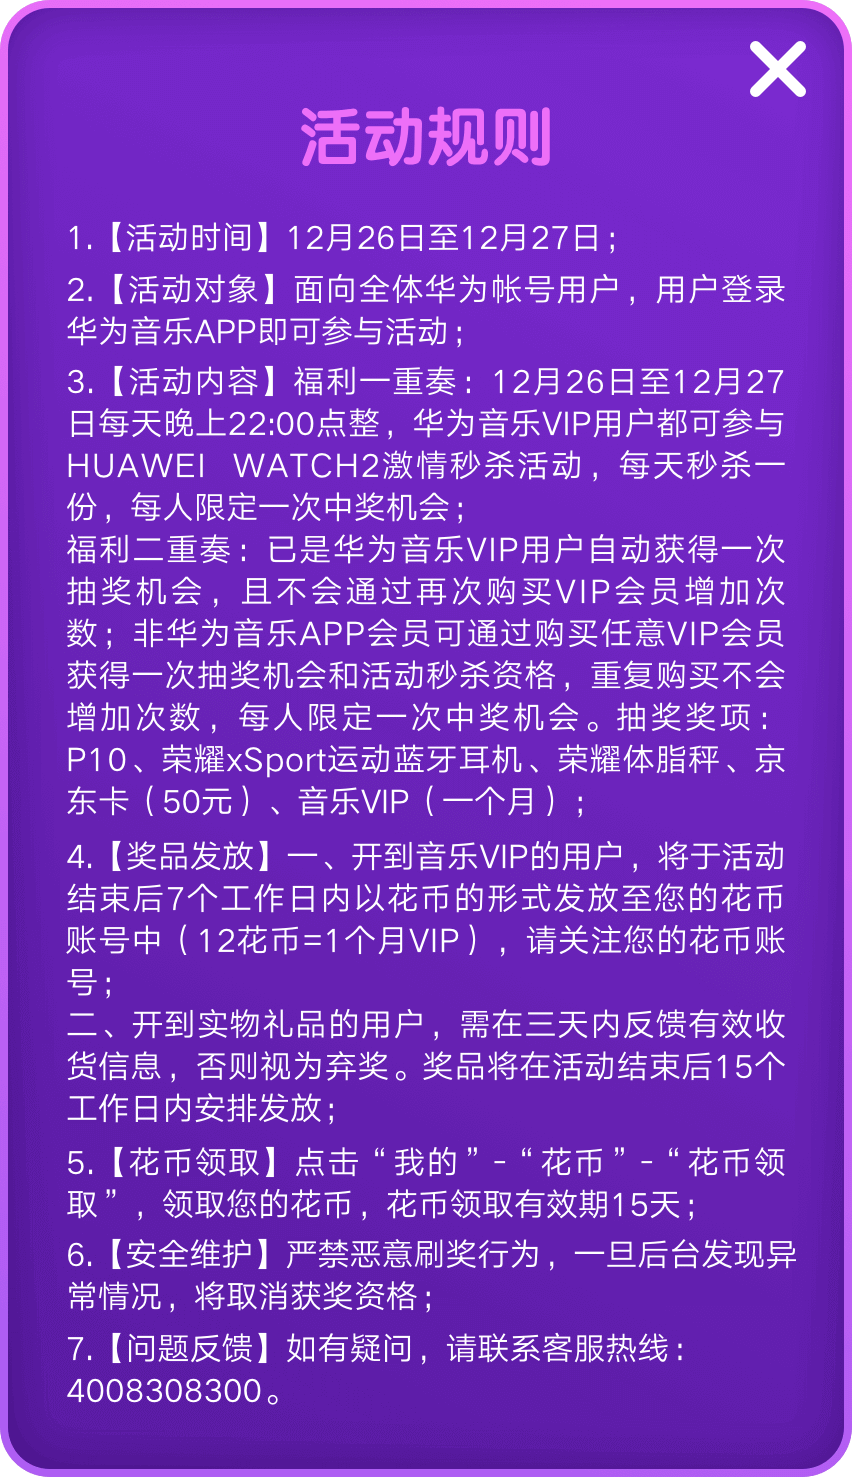 活动规则
1.【活动时间】12月26日至12月27日；
2.【活动对象】面向全体华为帐号用户，用户登录
华为音乐APP即可参与活动；
3.【活动内容】福利一重奏：12月26日至12月27
日每天晚上22:00点整，华为音乐VIP用户都可参与
HUAWEI WATCH2激情秒杀活动，每天秒杀一
份，每人限定一次中奖机会；
福利二重奏：已是华为音乐VIP用户自动获得一次
抽奖机会，且不会通过再次购买VIP会员增加次
数；非华为音乐APP会员可通过购买任意VIP会员
获得一次抽奖机会和活动秒杀资格，重复购买不会
增加次数，每人限定一次中奖机会。抽奖奖项：
P10、荣耀xSport运动蓝牙耳机、荣耀体脂秤、京
东卡（50元）、音乐VIP（一个月）；
4.【奖品发放】一、开到音乐VIP的用户，将于活动
结束后7个工作日内以花币的形式发放至您的花币
账号中（12花币=1个月VIP），请关注您的花币账
号；
二、开到实物礼品的用户，需在三天内反馈有效收
货信息，否则视为弃奖。奖品将在活动结束后15个
工作日内安排发放；
5.【花币领取】点击“我的”-“花币”-“花币领
取”，领取您的花币，花币领取有效期15天；
6.【安全维护】严禁恶意刷奖行为，一旦后台发现异
常情况，将取消获奖资格；
7.【问题反馈】如有疑问，请联系客服热线：
4008308300。